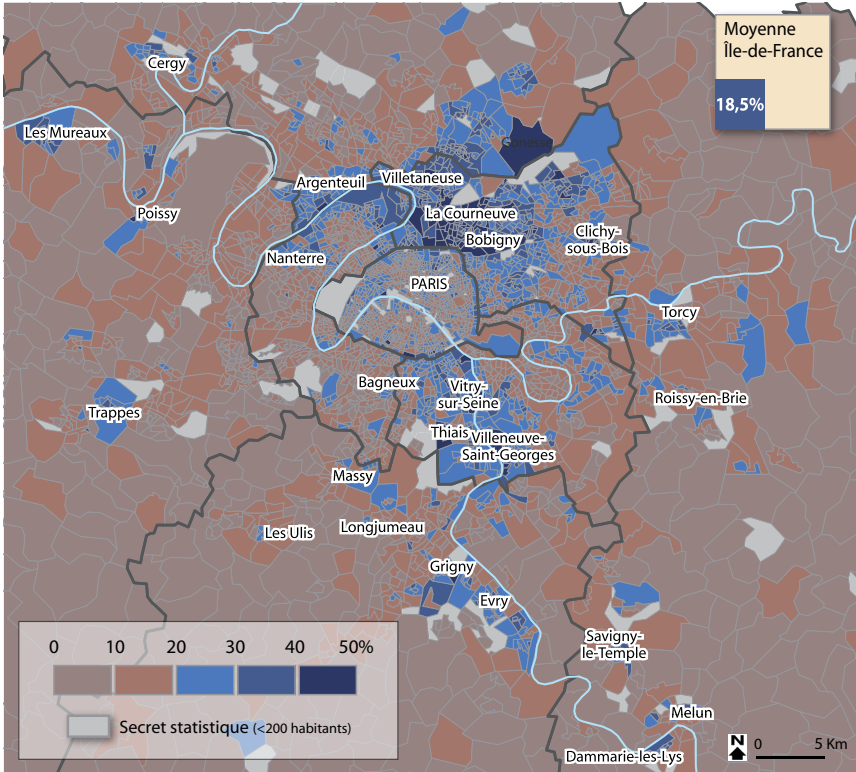 Moyenne
Île-de-France
18,5%
Cergy
Les Mureaux
Gonesse
Argenteuil
Villetaneuse
Poissy
La Courneuve
Bobigny
Clichy-
sous-Bois
Nanterre
PARIS
Torcy
Bagneux
Vitry-
sur-Seine
Roissy-en-Brie
Trappes
Thiais
Villeneuve-
Saint-Georges
Massy
Les Ulis
Longjumeau
Grigny
Evry
Savigny-
le-Temple
Melun
Dammarie-les-Lys
0 10 20 30 40 50%
Secret statistique (<200 habitants)
N
0 5 Km